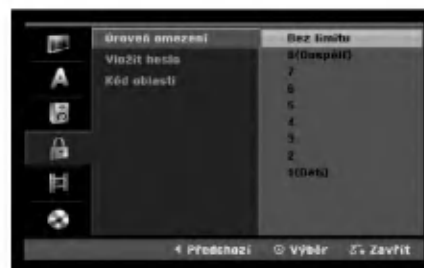 Úroveň omezení
Vložit heslo
Kód oblasti
Bez limitu
8(Dospělí)
7
6
5
4
3
2
1(Děti)
Předchozí
Výběr
Zavřít